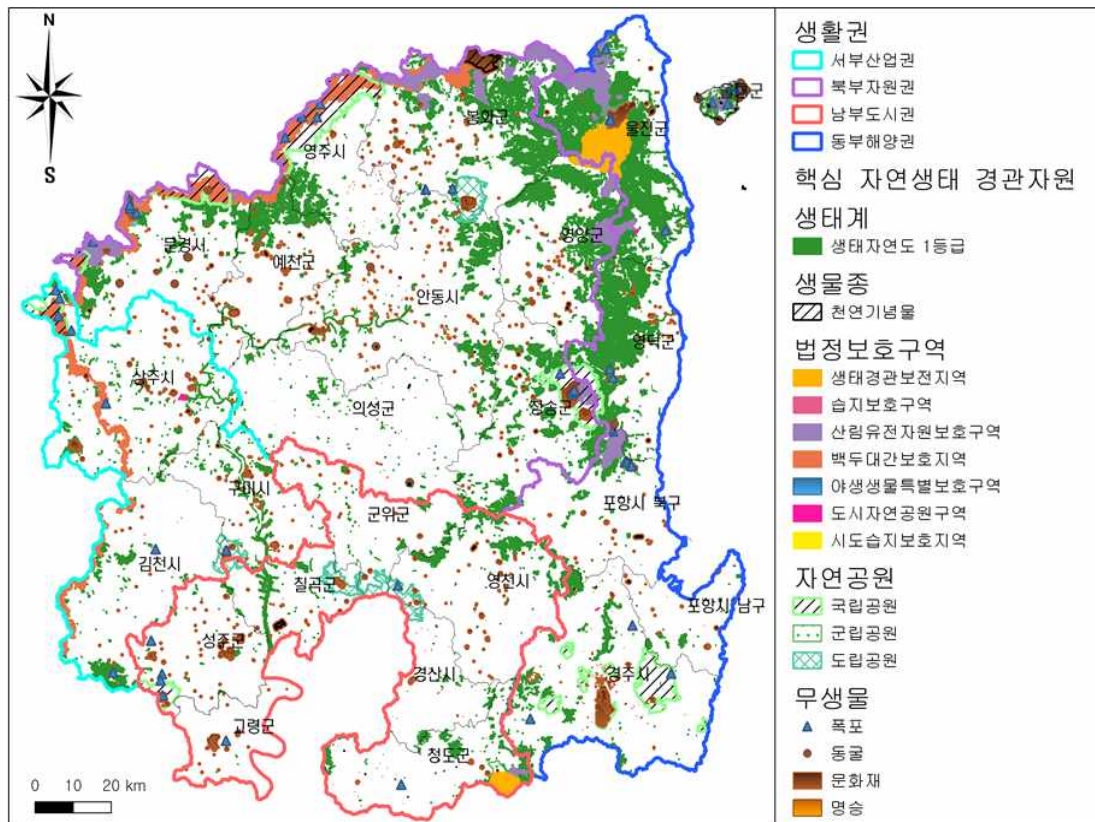 N
S
0 10 20 km
봉화군
울진군
영주시
영양군
문경시
예천군
안동시
영덕군
상주시
의성군
청송군
구미시
군위군
포항시 북구
김천시
칠곡군
영천시
포항시 남구
성주군
경산시
경주시
고령군
청도군
생활권
서부산업권
북부자원권
남부도시권
동부해양권
핵심 자연생태 경관자원
생태계
생태자연도 1등급
생물종
천연기념물
법정보호구역
생태경관보전지역
습지보호구역
산림유전자원보호구역
백두대간보호지역
야생생물특별보호구역
도시자연공원구역
시도습지보호지역
자연공원
국립공원
군립공원
도립공원
무생물
폭포
동굴
문화재
명승